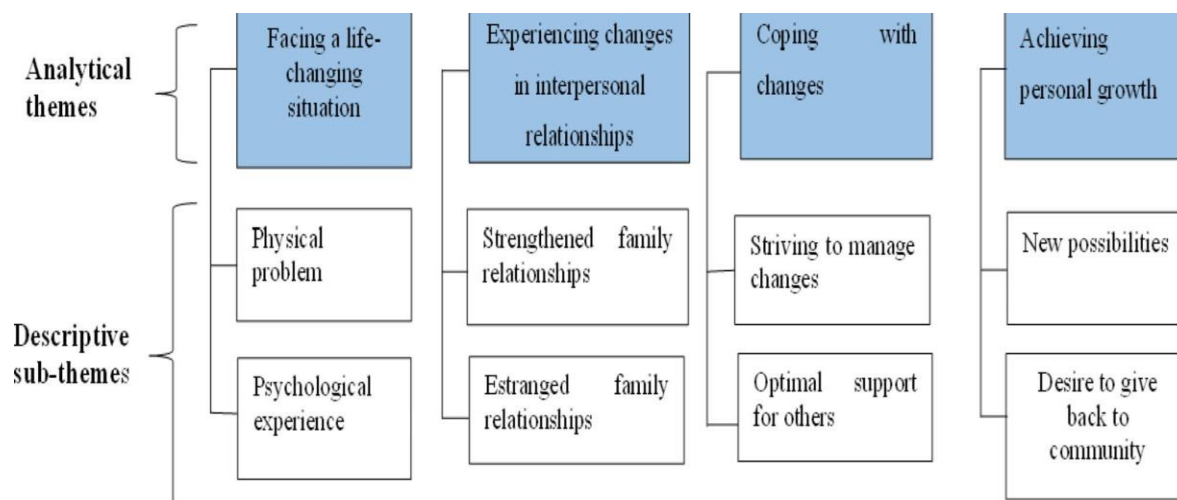 Analytical
themes
Facing a life-
changing
situation
Experiencing changes
in interpersonal
relationships
Coping with
changes
Achieving
personal growth
Descriptive
sub-themes
Physical
problem
Strengthened family
relationships
Striving to manage
changes
New possibilities
Psychological
experience
Estranged family
relationships
Optimal support
for others
Desire to give
back to
community